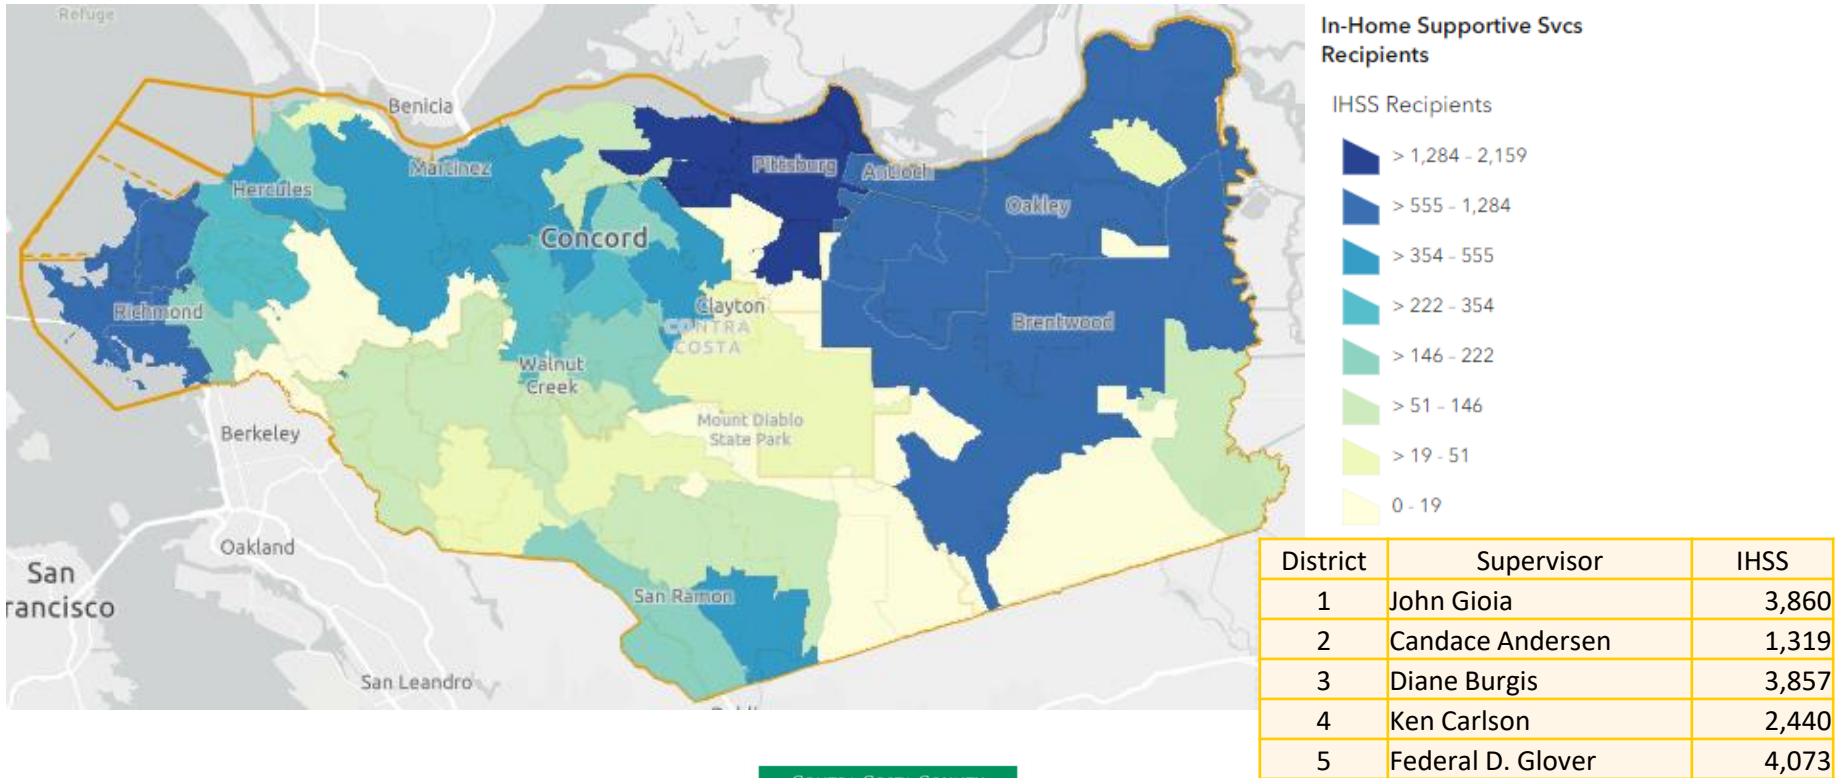 Refuge
Benicia
Martinez
Hercules
Pittsburg
Antioch
Oakley
Concord
Richmond
Clayton
CONTRA
COSTA
Brentwood
Walnut
Creek
Mount Diablo
State Park
Berkeley
Oakland
San
rancisco
San Ramon
San Leandro
In-Home Supportive Svcs
Recipients
IHSS Recipients
> 1,284 - 2,159
> 555 - 1,284
> 354 - 555
> 222 - 354
> 146 - 222
> 51 - 146
> 19 - 51
0 - 19
District Supervisor IHSS
1 John Gioia 3,860
2 Candace Andersen 1,319
3 Diane Burgis 3,857
4 Ken Carlson 2,440
5 Federal D. Glover 4,073